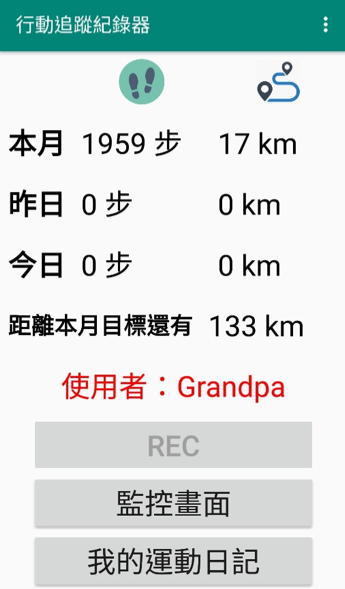 行動追蹤紀錄器
本月 1959 步 17 km
昨日 0 步 0 km
今日 0 步 0 km
距離本月目標還有 133 km
使用者：Grandpa
REC
監控畫面
我的運動日記